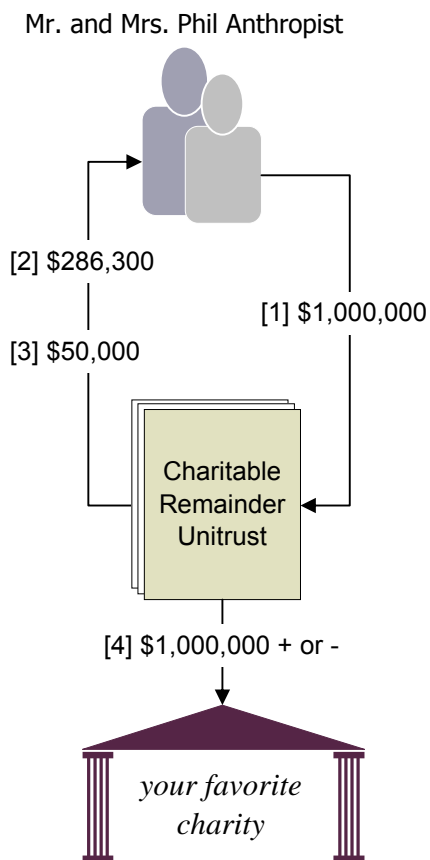 Mr. and Mrs. Phil Anthropist
[2] $286,300
[1] $1,000,000
[3] $50,000
Charitable
Remainder
Unitrust
[4] $1,000,000 + or -
your favorite
charity